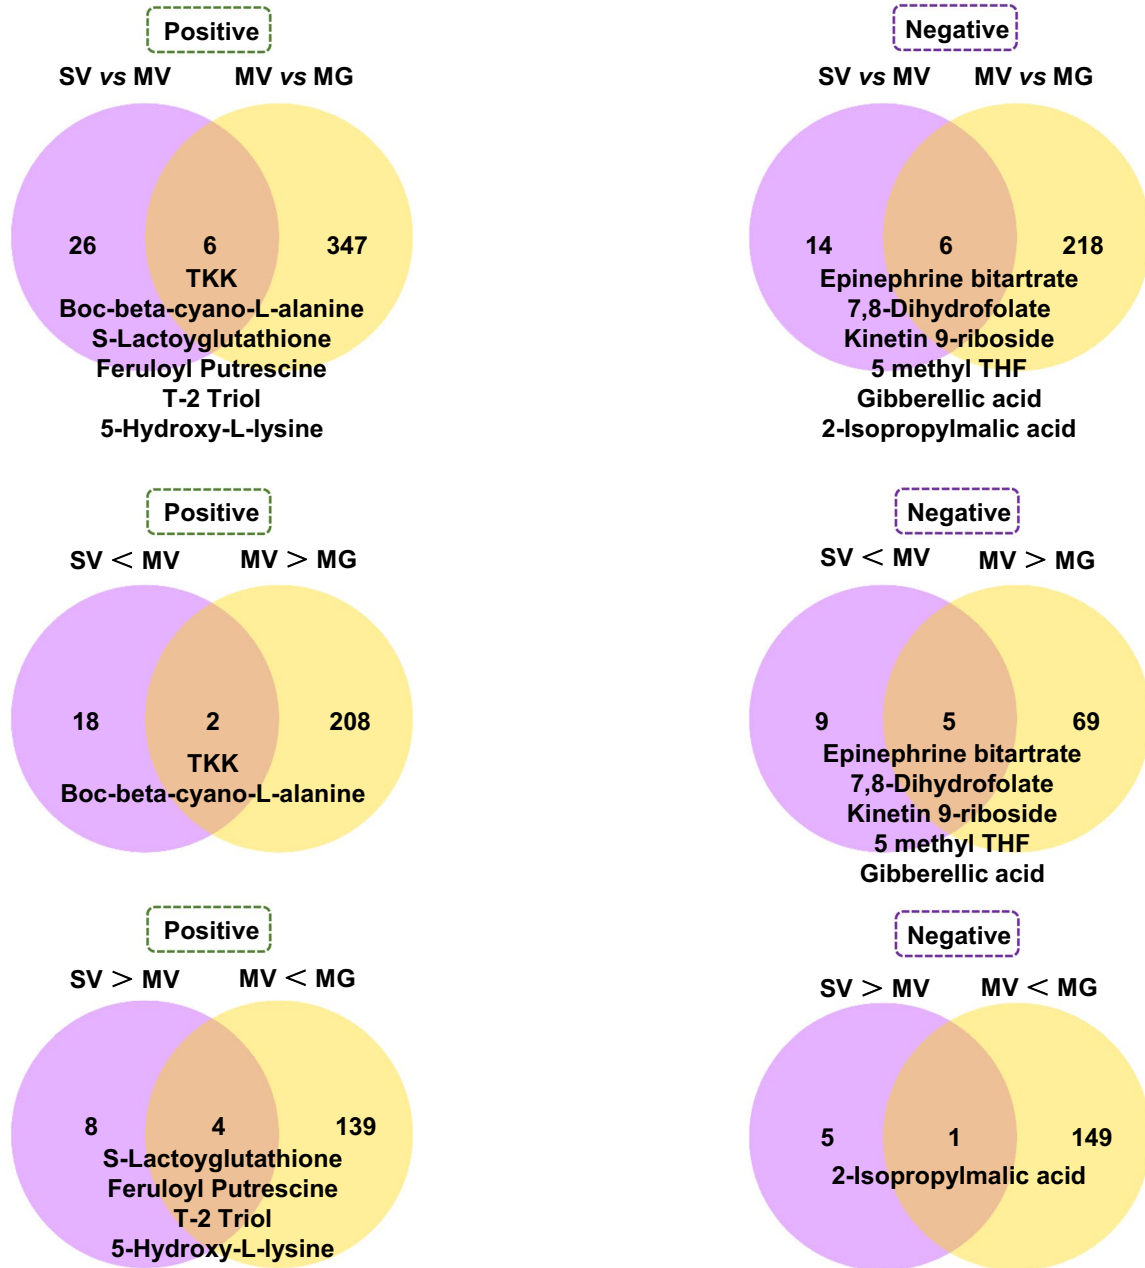 Positive
SV vs MV MV vs MG
26 6 347
TKK
Boc-beta-cyano-L-alanine
S-Lactoyglutathione
Feruloyl Putrescine
T-2 Triol
5-Hydroxy-L-lysine
Negative
SV vs MV MV vs MG
14 6 218
Epinephrine bitartrate
7,8-Dihydrofolate
Kinetin 9-riboside
5 methyl THF
Gibberellic acid
2-Isopropylmalic acid
Positive
SV < MV MV > MG
18 2 208
TKK
Boc-beta-cyano-L-alanine
Negative
SV < MV MV > MG
9 5 69
Epinephrine bitartrate
7,8-Dihydrofolate
Kinetin 9-riboside
5 methyl THF
Gibberellic acid
Positive
SV > MV MV < MG
8 4 139
S-Lactoyglutathione
Feruloyl Putrescine
T-2 Triol
5-Hydroxy-L-lysine
Negative
SV > MV MV < MG
5 1 149
2-Isopropylmalic acid